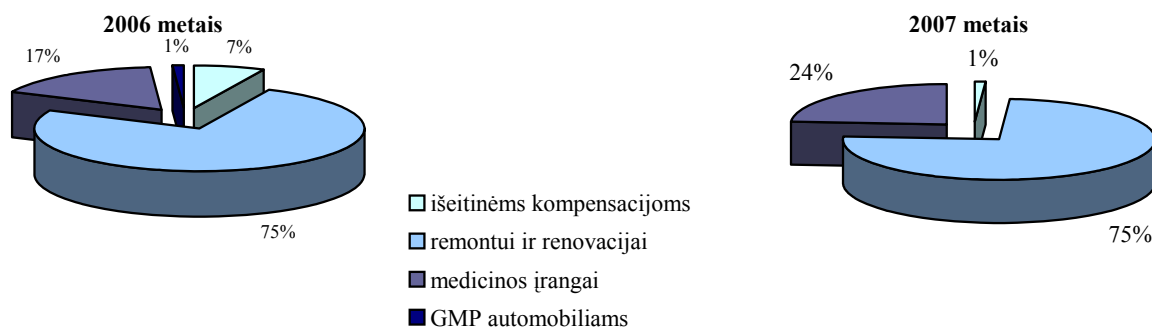 2006 metais
17%
1%
7%
75%
išeitinėms kompensacijoms
remontui ir renovacijai
medicinos įrangai
GMP automobiliams
2007 metais
24%
1%
75%